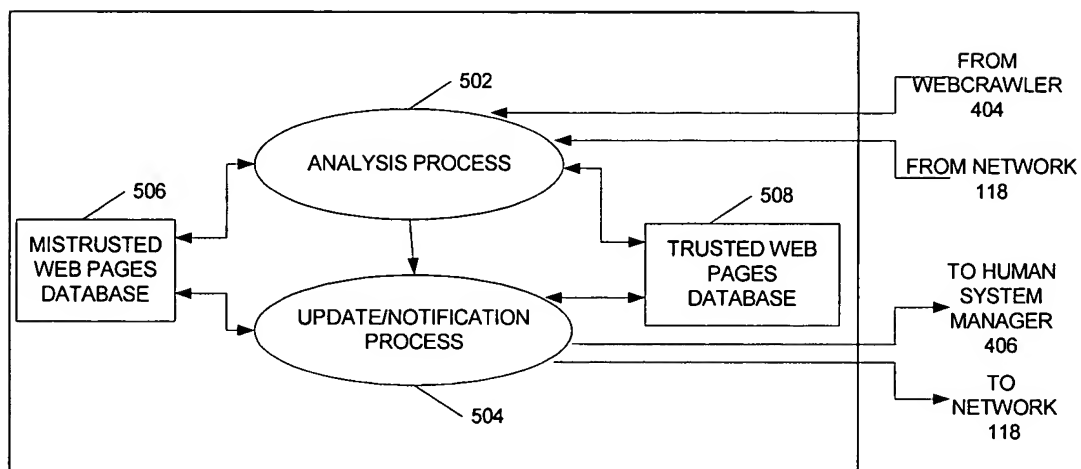 502
ANALYSIS PROCESS
506
MISTRUSTED
WEB PAGES
DATABASE
508
TRUSTED WEB
PAGES
DATABASE
UPDATE/NOTIFICATION
PROCESS
504
FROM
WEBCRAWLER
404
FROM NETWORK
118
TO HUMAN
SYSTEM
MANAGER
406
TO
NETWORK
118